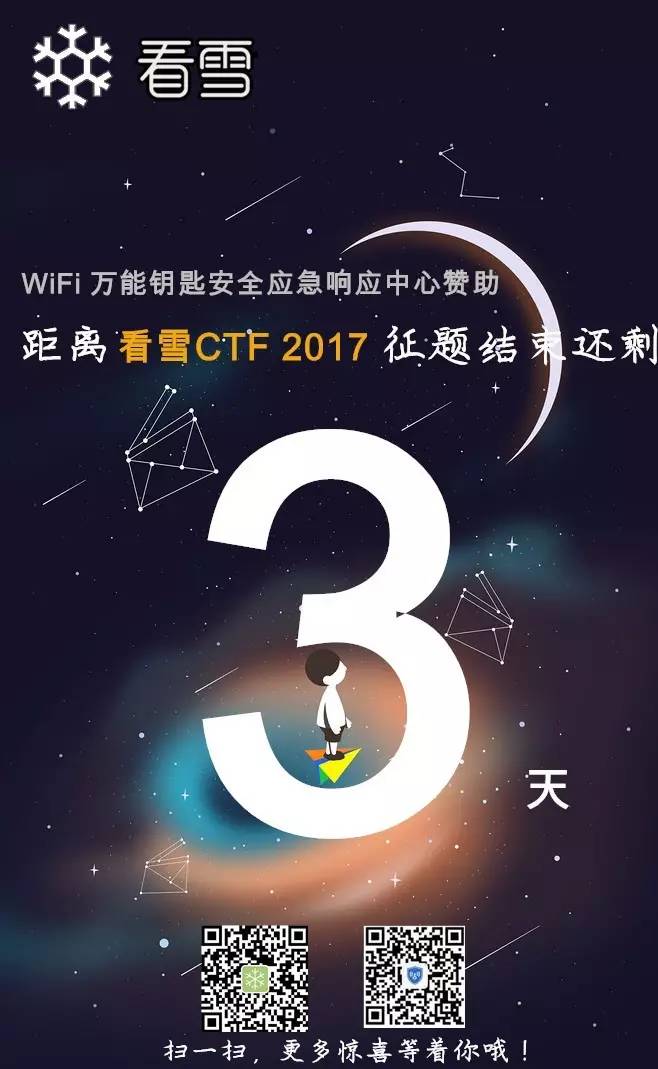 看雪
WiFi 万能钥匙安全应急响应中心赞助
距离 看雪CTF 2017 征题结束还剩
3
天
扫一扫，更多惊喜等着你哦！